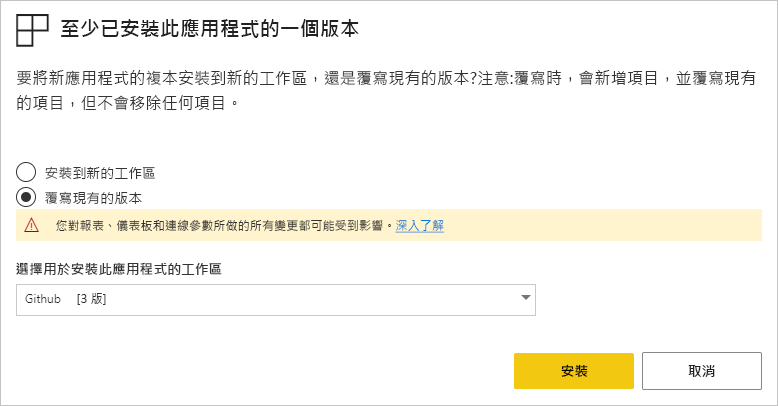 至少已安裝此應用程式的一個版本
要將新應用程式的複本安裝到新的工作區，還是覆寫現有的版本?注意:覆寫時，會新增項目，並覆寫現有
的項目，但不會移除任何項目。
安裝到新的工作區
覆寫現有的版本
您對報表、儀表板和連線參數所做的所有變更都可能受到影響。深入了解
選擇用於安裝此應用程式的工作區
Github [3 版]
安裝
取消